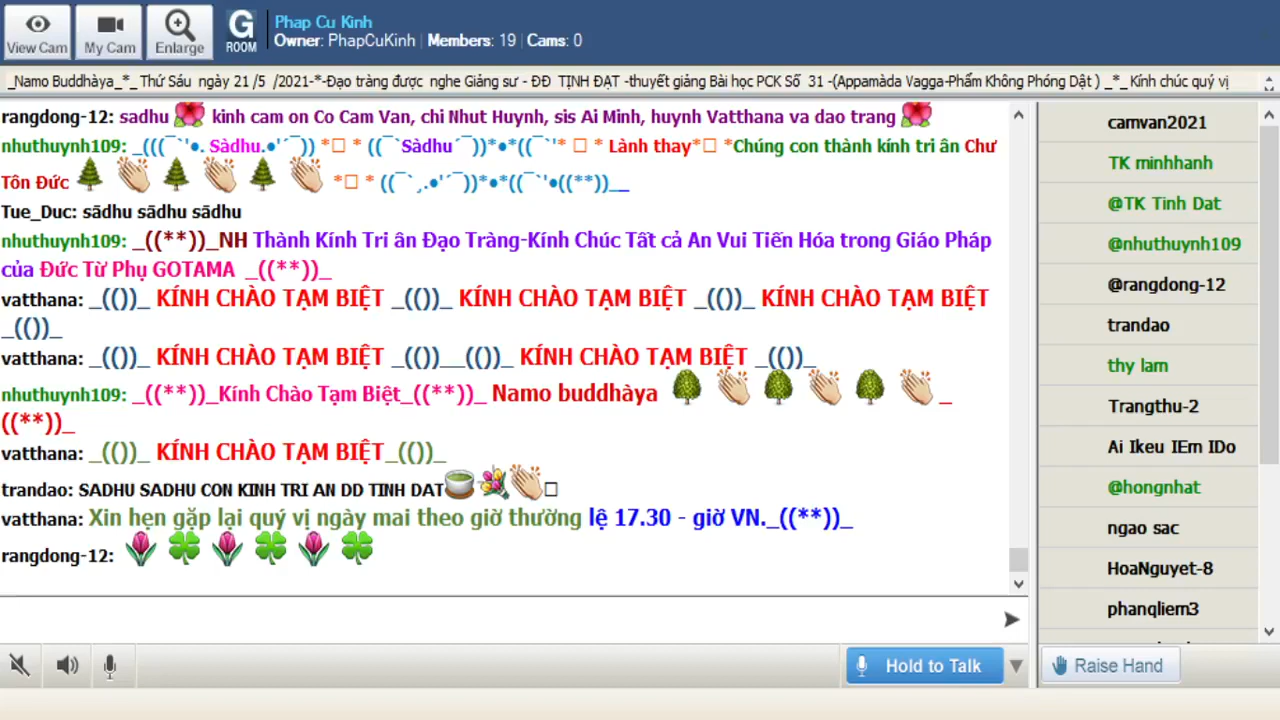 View Cam
My Cam
Enlarge
G
ROOM
Phap Cu Kinh
Owner: PhapCuKinh | Members: 19 | Cams: 0
_Namo Buddhàya_*_ Thứ Sáu ngày 21 /5 /2021-*-Đạo tràng được nghe Giảng sư - ĐĐ TỊNH ĐẠT -thuyết giảng Bài học PCK Số 31 -(Appamàda Vagga-Phẩm Không Phóng Dật ) _*_ Kính chúc quý vị
rangdong-12: sadhu kinh cam on Co Cam Van, chi Nhut Huynh, sis Ai Minh, huynh Vatthana va dao trang
nhuthuynh109: _(((¯`'•. Sàdhu.•'´¯)) *□ * ((¯`Sàdhu´¯))*•*((¯`'* □ * Lành thay*□ *Chúng con thành kính tri ân Chư
Tôn Đức *□ * ((¯`¸.•'´¯))*•*((¯`'•((**))__
Tue_Duc: sādhu sādhu sādhu
nhuthuynh109: _((**))_NH Thành Kính Tri ân Đạo Tràng-Kính Chúc Tất cả An Vui Tiến Hóa trong Giáo Pháp
của Đức Từ Phụ GOTAMA _((**))_
vatthana: _(())_ KÍNH CHÀO TẠM BIỆT _(())_ KÍNH CHÀO TẠM BIỆT _(())_ KÍNH CHÀO TẠM BIỆT
_(())_
vatthana: _(())_ KÍNH CHÀO TẠM BIỆT _(())__(())_ KÍNH CHÀO TẠM BIỆT _(())_
nhuthuynh109: _((**))_Kính Chào Tạm Biệt_((**))_ Namo buddhàya _
((**))_
vatthana: _(())_ KÍNH CHÀO TẠM BIỆT_(())_
trandao: SADHU SADHU CON KINH TRI AN DD TINH DAT □
vatthana: Xin hẹn gặp lại quý vị ngày mai theo giờ thường lệ 17.30 - giờ VN._((**))_
rangdong-12:
camvan2021
TK minhhanh
@TK Tinh Dat
@nhuthuynh109
@rangdong-12
trandao
thy lam
Trangthu-2
Ai Ikeu IEm IDo
@hongnhat
ngao sac
HoaNguyet-8
phanqliem3
Hold to Talk
Raise Hand